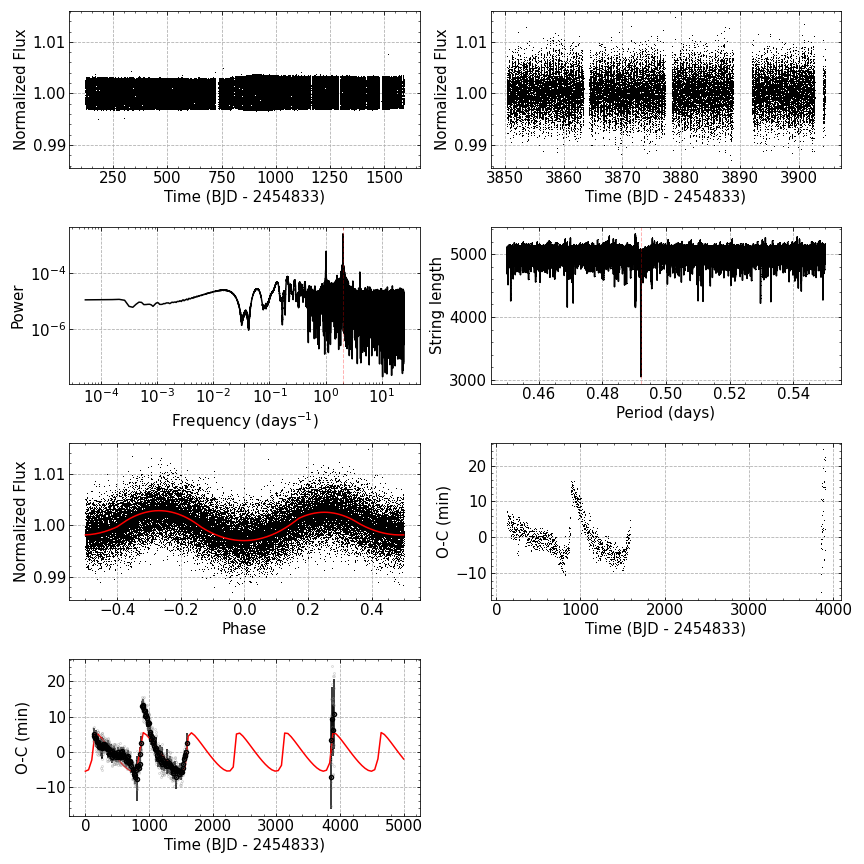 Normalized Flux
1.01
1.00
0.99
250 500 750 1000 1250 1500
Time (BJD - 2454833)
Normalized Flux
1.01
1.00
0.99
3850 3860 3870 3880 3890 3900
Time (BJD - 2454833)
Power
10⁻⁴
10⁻⁶
10⁻⁴ 10⁻³ 10⁻² 10⁻¹ 10⁰ 10¹
Frequency (days⁻¹)
String length
5000
4000
3000
0.46 0.48 0.50 0.52 0.54
Period (days)
Normalized Flux
1.01
1.00
0.99
−0.4 −0.2 0.0 0.2 0.4
Phase
O-C (min)
20
10
0
−10
0 1000 2000 3000 4000
Time (BJD - 2454833)
O-C (min)
20
10
0
−10
0 1000 2000 3000 4000 5000
Time (BJD - 2454833)